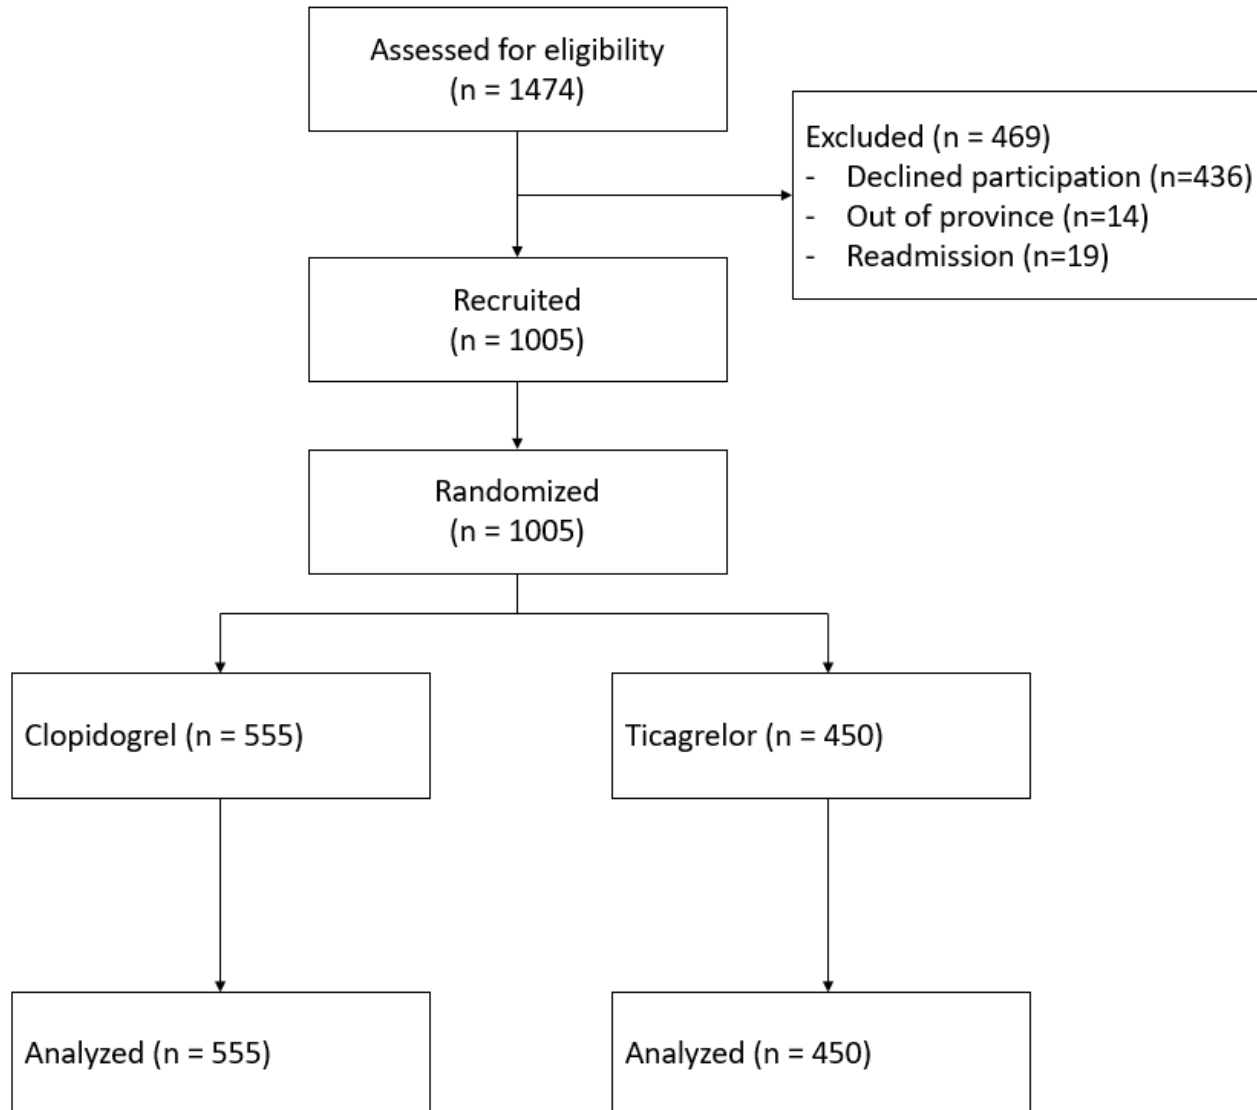 Assessed for eligibility
(n = 1474)
Excluded (n = 469)
- Declined participation (n=436)
- Out of province (n=14)
- Readmission (n=19)
Recruited
(n = 1005)
Randomized
(n = 1005)
Clopidogrel (n = 555)
Ticagrelor (n = 450)
Analyzed (n = 555)
Analyzed (n = 450)